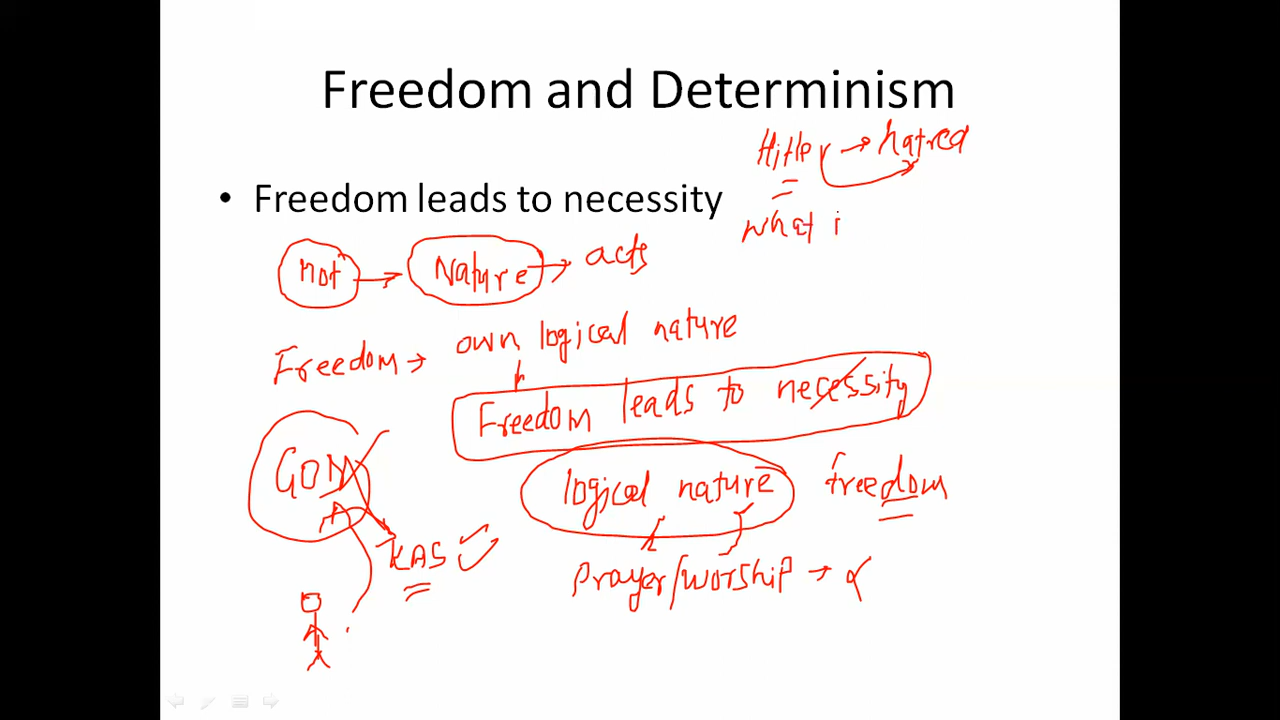 Freedom and Determinism
Hitler → hatred
• Freedom leads to necessity
what i
not → Nature → acts
Freedom → own logical nature
Freedom leads to necessity
logical nature
freedom
KAS
Prayer/worship →